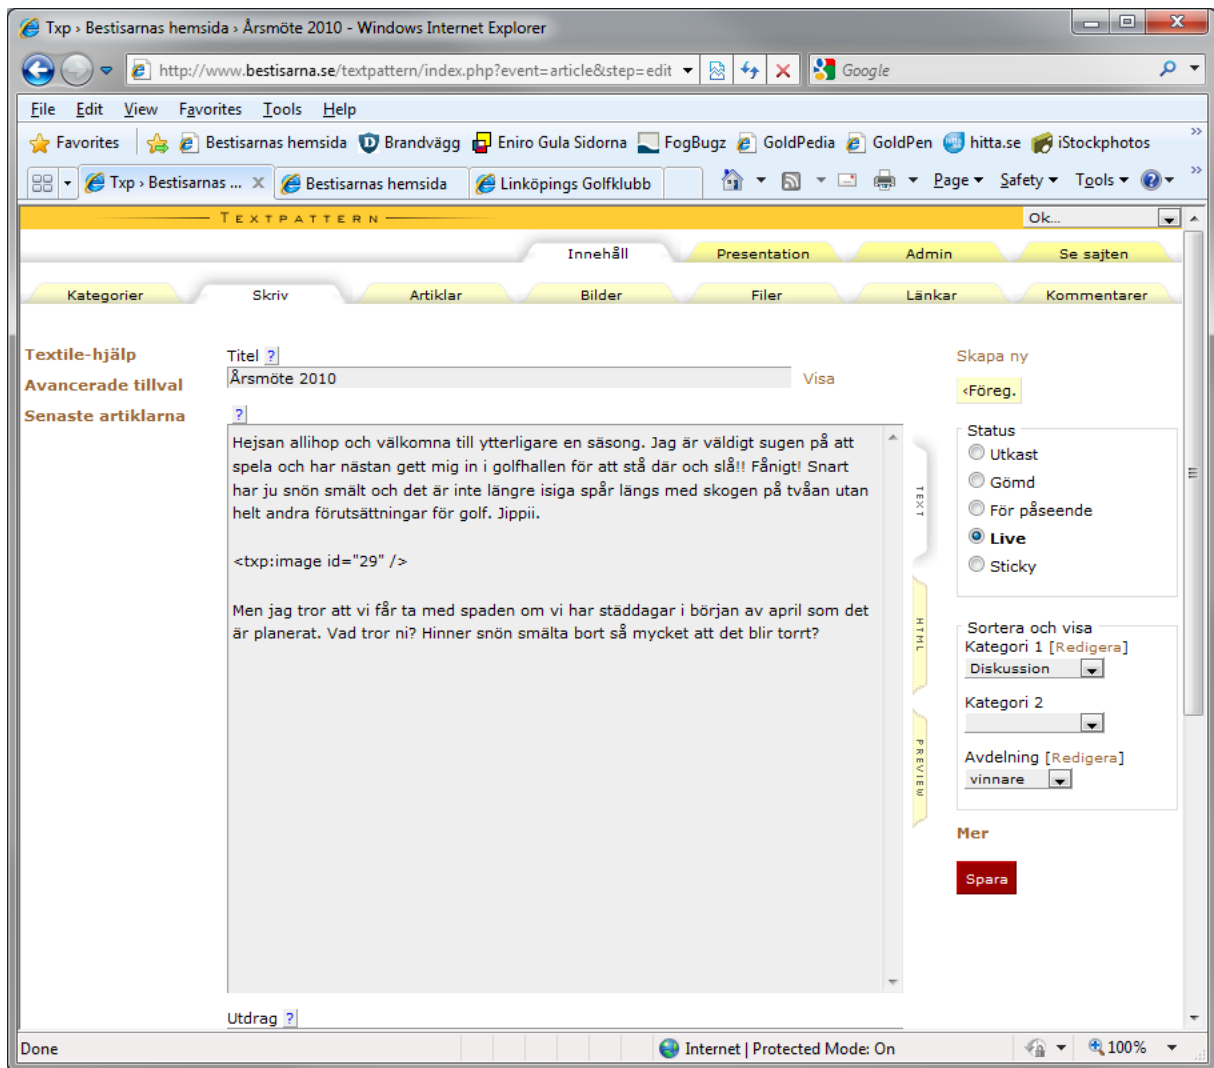 Txp › Bestisarnas hemsida › Årsmöte 2010 - Windows Internet Explorer
http://www.bestisarna.se/textpattern/index.php?event=article&step=edit
Google
File Edit View Favorites Tools Help
Favorites Bestisarnas hemsida Brandvägg Eniro Gula Sidorna FogBugz GoldPedia GoldPen hitta.se iStockphotos »
Txp › Bestisarnas ... X Bestisarnas hemsida Linköpings Golfklubb Page Safety Tools »
TEXTPATTERN Ok...
Innehåll Presentation Admin Se sajten
Kategorier Skriv Artiklar Bilder Filer Länkar Kommentarer
Textile-hjälp
Avancerade tillval
Senaste artiklarna
Titel ?
Årsmöte 2010 Visa
?
Hejsan allihop och välkomna till ytterligare en säsong. Jag är väldigt sugen på att
spela och har nästan gett mig in i golfhallen för att stå där och slå!! Fånigt! Snart
har ju snön smält och det är inte längre isiga spår längs med skogen på tvåan utan
helt andra förutsättningar för golf. Jippii.
<txp:image id="29" />
Men jag tror att vi får ta med spaden om vi har städdagar i början av april som det
är planerat. Vad tror ni? Hinner snön smälta bort så mycket att det blir torrt?
TEXT
HTML
PREVIEW
Utdrag ?
Skapa ny
‹Föreg.
Status
Utkast
Gömd
För påseende
Live
Sticky
Sortera och visa
Kategori 1 [Redigera]
Diskussion
Kategori 2
Avdelning [Redigera]
vinnare
Mer
Spara
Done Internet | Protected Mode: On 100%